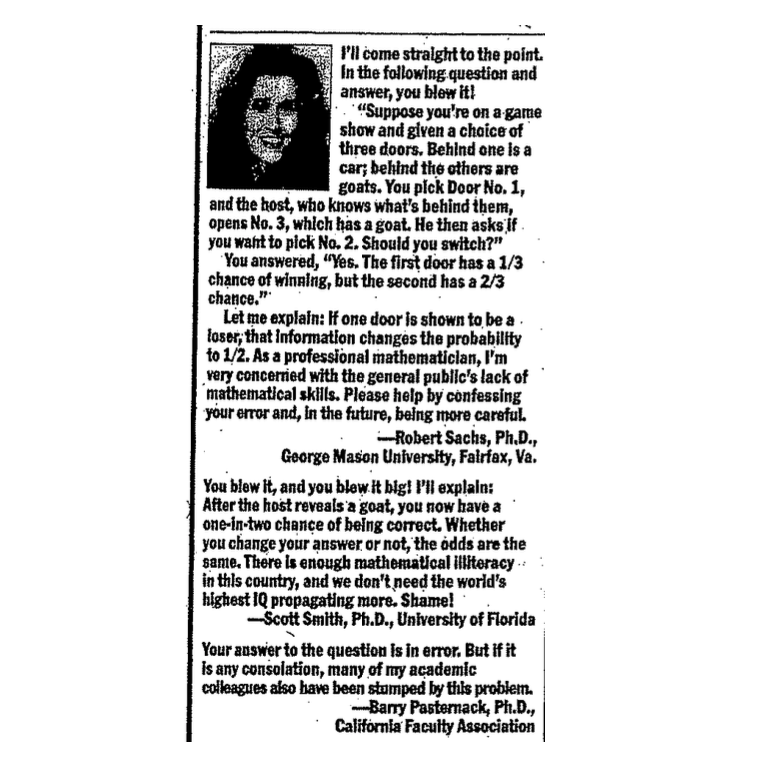 I'll come straight to the point.
In the following question and
answer, you blew it!
"Suppose you're on a game
show and given a choice of
three doors. Behind one is a
car; behind the others are
goats. You pick Door No. 1,
and the host, who knows what's behind them,
opens No. 3, which has a goat. He then asks if
you want to pick No. 2. Should you switch?"
You answered, "Yes. The first door has a 1/3
chance of winning, but the second has a 2/3
chance."
Let me explain: If one door is shown to be a
loser, that information changes the probability
to 1/2. As a professional mathematician, I'm
very concerned with the general public's lack of
mathematical skills. Please help by confessing
your error and, in the future, being more careful.
—Robert Sachs, Ph.D.,
George Mason University, Fairfax, Va.
You blew it, and you blew it big! I'll explain:
After the host reveals a goat, you now have a
one-in-two chance of being correct. Whether
you change your answer or not, the odds are the
same. There is enough mathematical illiteracy
in this country, and we don't need the world's
highest IQ propagating more. Shame!
—Scott Smith, Ph.D., University of Florida
Your answer to the question is in error. But if it
is any consolation, many of my academic
colleagues also have been stumped by this problem.
—Barry Pasternack, Ph.D.,
California Faculty Association